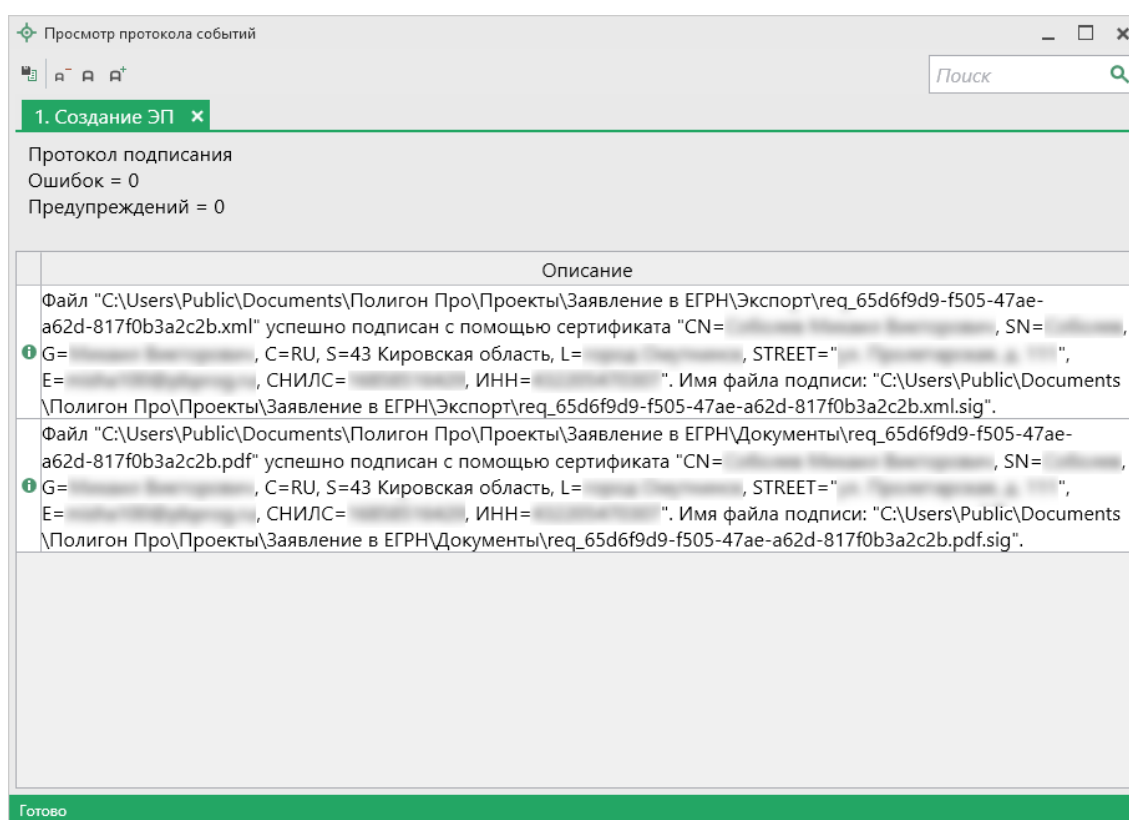 Просмотр протокола событий
Поиск
1. Создание ЭП
Протокол подписания
Ошибок = 0
Предупреждений = 0
Описание
Файл "C:\Users\Public\Documents\Полигон Про\Проекты\Заявление в ЕГРН\Экспорт\req_65d6f9d9-f505-47ae-
a62d-817f0b3a2c2b.xml" успешно подписан с помощью сертификата "CN= , SN= ,
G= , C=RU, S=43 Кировская область, L= , STREET=" ",
E= , СНИЛС= , ИНН= ". Имя файла подписи: "C:\Users\Public\Documents
\Полигон Про\Проекты\Заявление в ЕГРН\Экспорт\req_65d6f9d9-f505-47ae-a62d-817f0b3a2c2b.xml.sig".
Файл "C:\Users\Public\Documents\Полигон Про\Проекты\Заявление в ЕГРН\Документы\req_65d6f9d9-f505-47ae-
a62d-817f0b3a2c2b.pdf" успешно подписан с помощью сертификата "CN= , SN= ,
G= , C=RU, S=43 Кировская область, L= , STREET=" ",
E= , СНИЛС= , ИНН= ". Имя файла подписи: "C:\Users\Public\Documents
\Полигон Про\Проекты\Заявление в ЕГРН\Документы\req_65d6f9d9-f505-47ae-a62d-817f0b3a2c2b.pdf.sig".
Готово